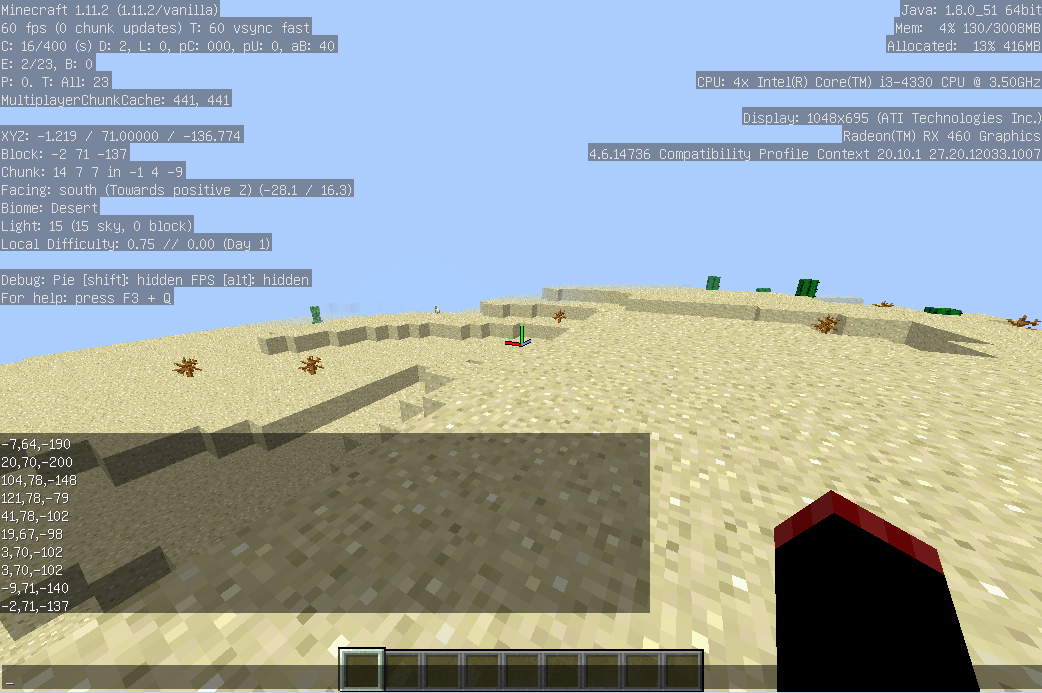 Minecraft 1.11.2 (1.11.2/vanilla)
60 fps (0 chunk updates) T: 60 vsync fast
C: 16/400 (s) D: 2, L: 0, pC: 000, pU: 0, aB: 40
E: 2/23, B: 0
P: 0. T: All: 23
MultiplayerChunkCache: 441, 441
XYZ: -1.219 / 71.00000 / -136.774
Block: -2 71 -137
Chunk: 14 7 7 in -1 4 -9
Facing: south (Towards positive Z) (-28.1 / 16.3)
Biome: Desert
Light: 15 (15 sky, 0 block)
Local Difficulty: 0.75 // 0.00 (Day 1)
Debug: Pie [shift]: hidden FPS [alt]: hidden
For help: press F3 + Q
Java: 1.8.0_51 64bit
Mem: 4% 130/3008MB
Allocated: 13% 416MB
CPU: 4x Intel(R) Core(TM) i3-4330 CPU @ 3.50GHz
Display: 1048x695 (ATI Technologies Inc.)
Radeon(TM) RX 460 Graphics
4.6.14736 Compatibility Profile Context 20.10.1 27.20.12033.1007
-7,64,-190
20,70,-200
104,78,-148
121,78,-79
41,78,-102
19,67,-98
3,70,-102
3,70,-102
-9,71,-140
-2,71,-137
_